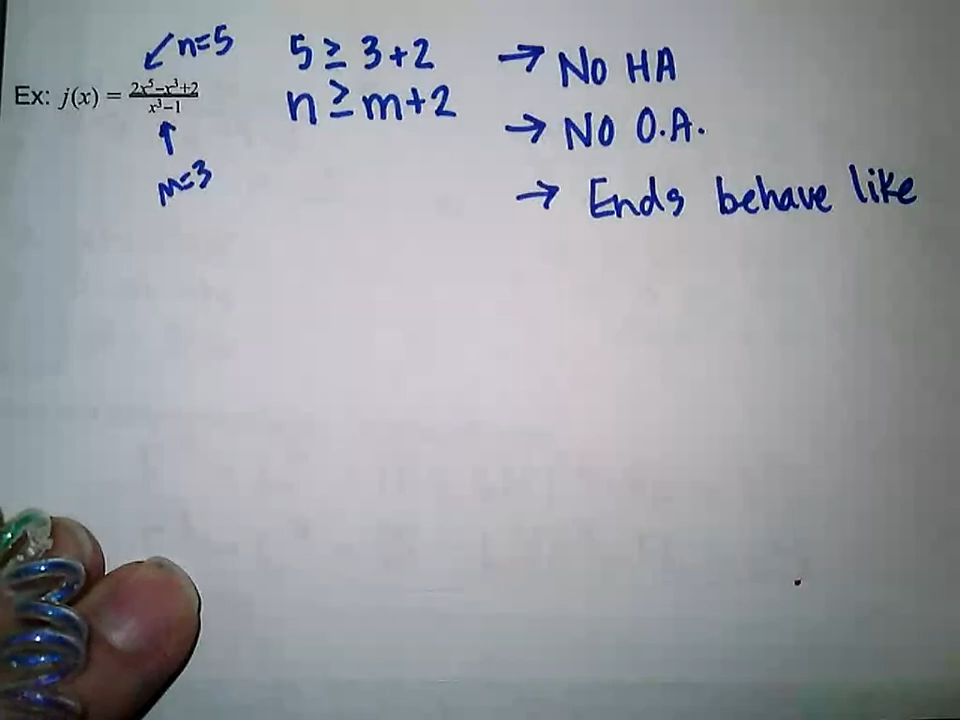 n=5
Ex: j(x) = (2x⁵−x³+2)/(x³−1)
m=3
5 ≥ 3+2
n ≥ m+2
→ No HA
→ NO O.A.
→ Ends behave like